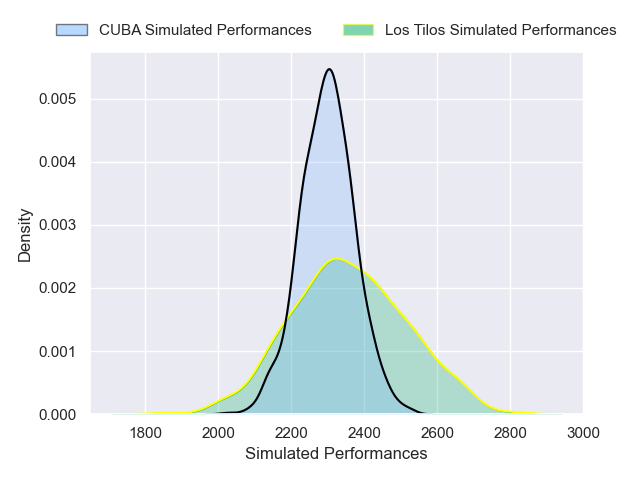 CUBA Simulated Performances Los Tilos Simulated Performances
0.005
0.004
0.003
0.002
0.001
0.000
Density
1800 2000 2200 2400 2600 2800 3000
Simulated Performances